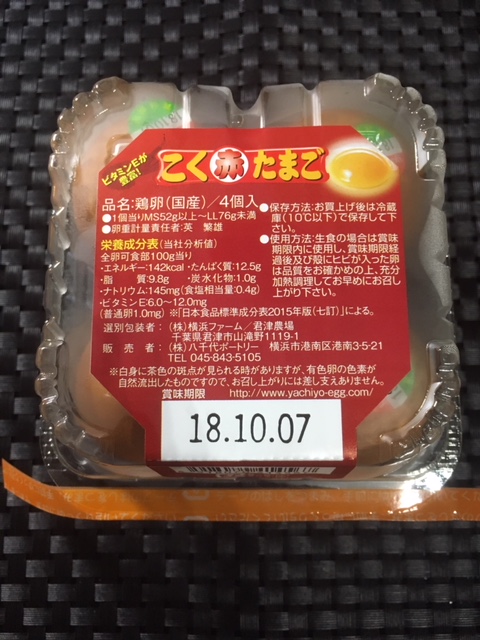 ビタミンEが
豊富!
こく赤たまご
品名:鶏卵(国産)/4個入
●1個当りMS52g以上～LL76g未満
●卵重計量責任者:英 繁雄
栄養成分表(当社分析値)
全卵可食部100g当り
・エネルギー:142kcal・たんぱく質:12.5g
・脂 質:9.8g ・炭水化物:1.0g
・ナトリウム:145mg(食塩相当量:0.4g)
・ビタミンE6.0～12.0mg
(普通卵1.0mg) ※「日本食品標準成分表2015年版(七訂)」による。
●保存方法:お買上げ後は冷蔵
庫(10℃以下)で保存して下
さい。
●使用方法:生食の場合は賞味
期限内に使用し、賞味期限経
過後及び殻にヒビが入った卵
は品質をお確かめの上、充分
加熱調理してお早めにお召し
上がり下さい。
選別包装者: (株)横浜ファーム/君津農場
千葉県君津市山滝野1119-1
販売者: (株)八千代ポートリー 横浜市港南区港南3-5-21
TEL 045-843-5105
※白身に茶色の斑点が見られる時がありますが、有色卵の色素が
自然流出したものですので、お召し上がりには差し支えありません。
賞味期限 http://www.yachiyo-egg.com/
18.10.07